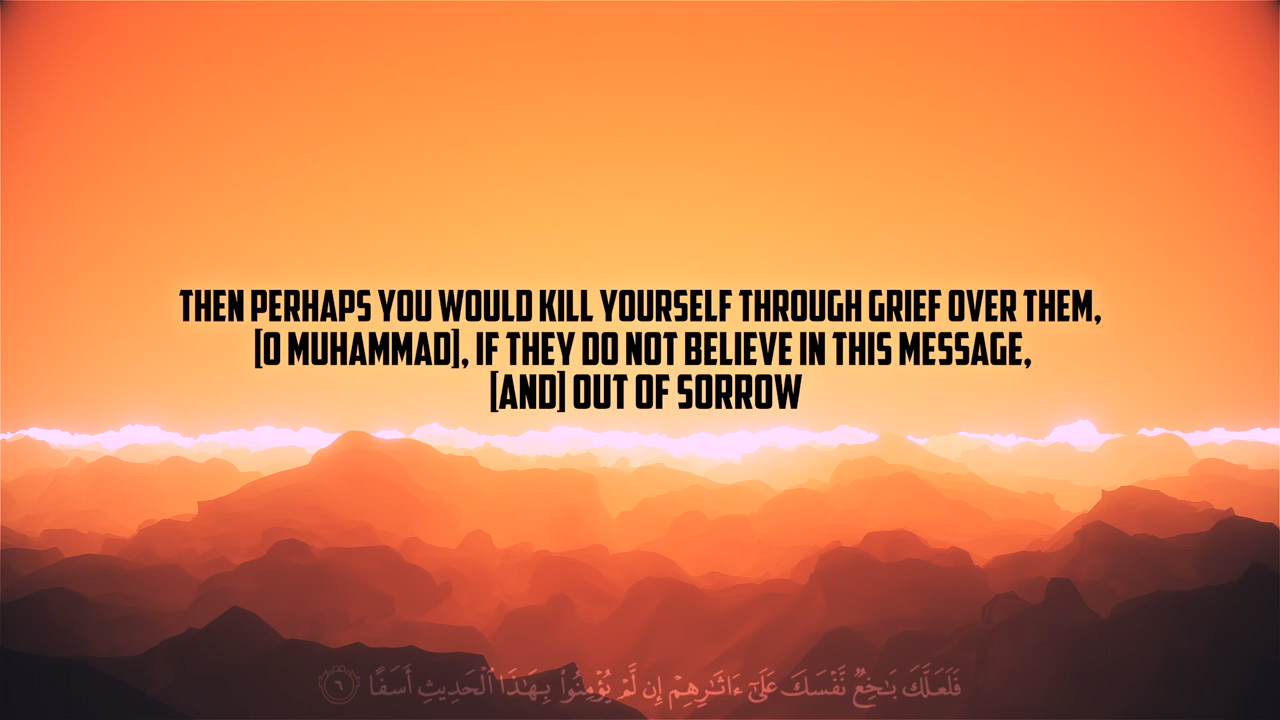 THEN PERHAPS YOU WOULD KILL YOURSELF THROUGH GRIEF OVER THEM,
[O MUHAMMAD], IF THEY DO NOT BELIEVE IN THIS MESSAGE,
[AND] OUT OF SORROW
فَلَعَلَّكَ بَـٰخِعٌ نَّفْسَكَ عَلَىٰٓ ءَاثَـٰرِهِمْ إِن لَّمْ يُؤْمِنُوا۟ بِهَـٰذَا ٱلْحَدِيثِ أَسَفًا ٦